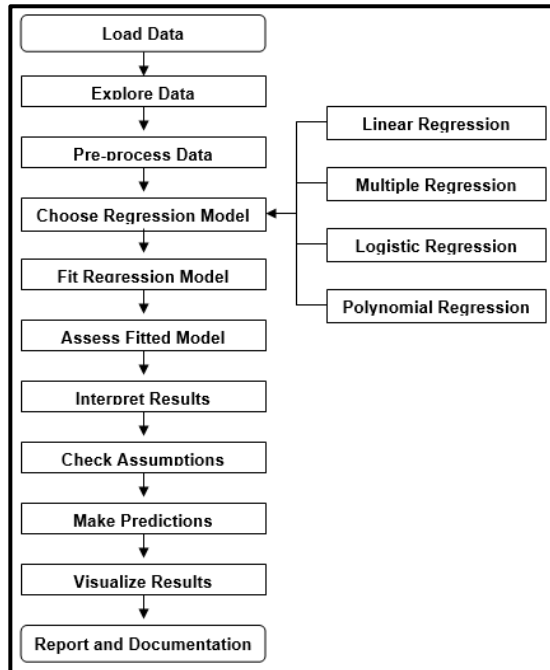 Load Data
Explore Data
Pre-process Data
Choose Regression Model
Fit Regression Model
Assess Fitted Model
Interpret Results
Check Assumptions
Make Predictions
Visualize Results
Report and Documentation
Linear Regression
Multiple Regression
Logistic Regression
Polynomial Regression